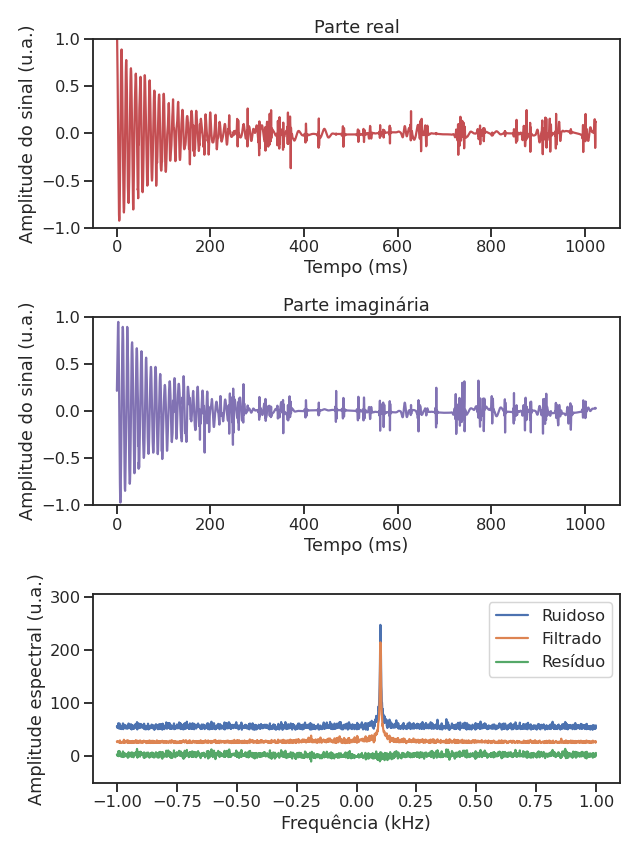 Parte real
Amplitude do sinal (u.a.)
1.0
0.5
0.0
−0.5
−1.0
0 200 400 600 800 1000
Tempo (ms)
Parte imaginária
Amplitude do sinal (u.a.)
1.0
0.5
0.0
−0.5
−1.0
0 200 400 600 800 1000
Tempo (ms)
Amplitude espectral (u.a.)
300
200
100
0
Ruidoso
Filtrado
Resíduo
−1.00 −0.75 −0.50 −0.25 0.00 0.25 0.50 0.75 1.00
Frequência (kHz)